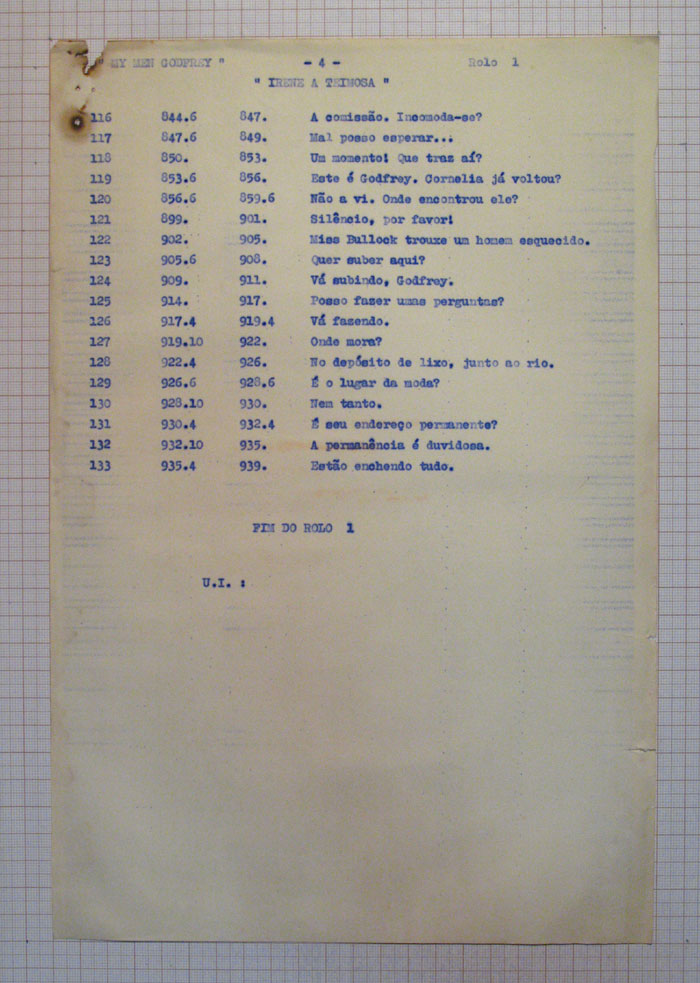 " MY MEN GODFREY " - 4 - Rolo 1
" IRENE A TEIMOSA "
116 844.6 847. A comissão. Incomoda-se?
117 847.6 849. Mal posso esperar...
118 850. 853. Um momento! Que traz aí?
119 853.6 856. Este é Godfrey. Cornelia já voltou?
120 856.6 859.6 Não a vi. Onde encontrou ele?
121 899. 901. Silêncio, por favor!
122 902. 905. Miss Bullock trouxe um homem esquecido.
123 905.6 908. Quer suber aqui?
124 909. 911. Vá subindo, Godfrey.
125 914. 917. Posso fazer umas perguntas?
126 917.4 919.4 Vá fazendo.
127 919.10 922. Onde mora?
128 922.4 926. No depósito de lixo, junto ao rio.
129 926.6 928.6 É o lugar da moda?
130 928.10 930. Nem tanto.
131 930.4 932.4 É seu endereço permanente?
132 932.10 935. A permanência é duvidosa.
133 935.4 939. Estão enchendo tudo.
FIM DO ROLO 1
U.I. :